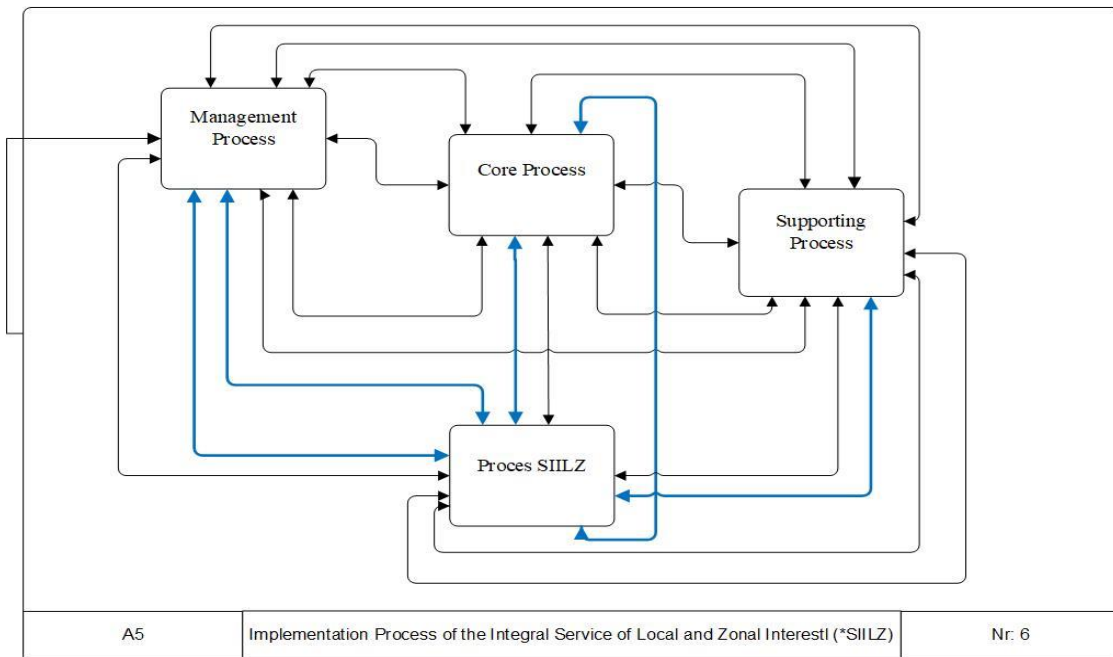 Management
Process
Core Process
Supporting
Process
Proces SIILZ
A5
Implementation Process of the Integral Service of Local and Zonal Interestl (*SIILZ)
Nr: 6